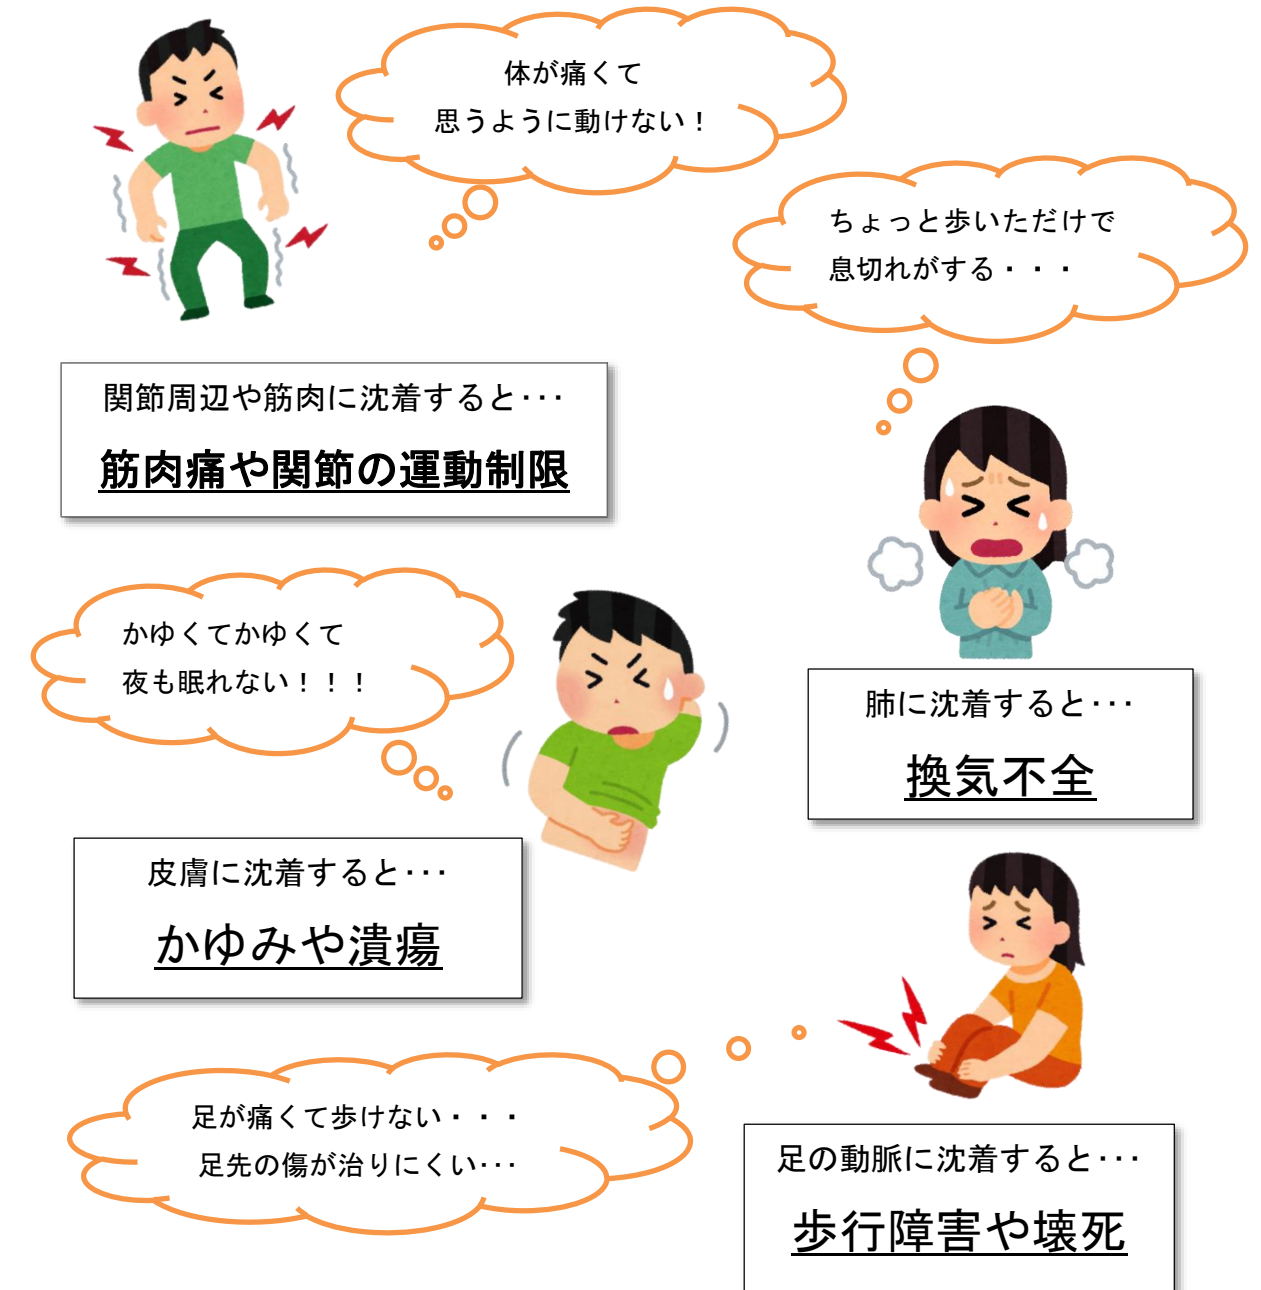 体が痛くて
思うように動けない！
ちょっと歩いただけで
息切れがする・・・
関節周辺や筋肉に沈着すると･･･
筋肉痛や関節の運動制限
かゆくてかゆくて
夜も眠れない！！！
肺に沈着すると･･･
換気不全
皮膚に沈着すると･･･
かゆみや潰瘍
足が痛くて歩けない・・・
足先の傷が治りにくい･･･
足の動脈に沈着すると･･･
歩行障害や壊死